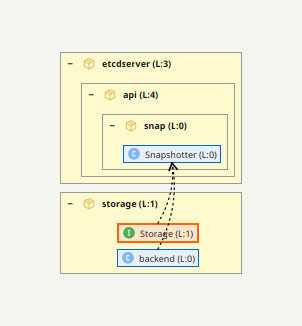 − etcdserver (L:3)
− api (L:4)
− snap (L:0)
C Snapshotter (L:0)
− storage (L:1)
I Storage (L:1)
C backend (L:0)